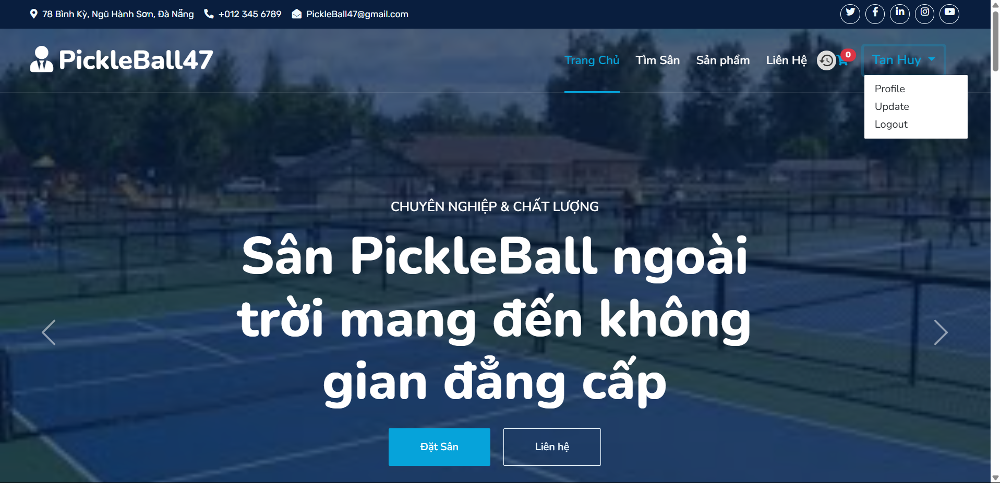 78 Bình Kỳ, Ngũ Hành Sơn, Đà Nẵng +012 345 6789 PickleBall47@gmail.com
PickleBall47 Trang Chủ Tìm Sân Sản phẩm Liên Hệ 0 Tan Huy
Profile
Update
Logout
CHUYÊN NGHIỆP & CHẤT LƯỢNG
Sân PickleBall ngoài
trời mang đến không
gian đẳng cấp
Đặt Sân Liên hệ